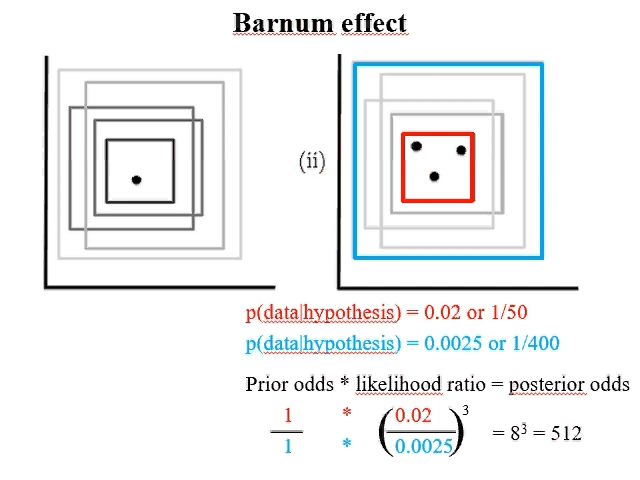 Barnum effect
(ii)
p(data|hypothesis) = 0.02 or 1/50
p(data|hypothesis) = 0.0025 or 1/400
Prior odds * likelihood ratio = posterior odds
1 * (0.02)³
1 * (0.0025) = 8³ = 512